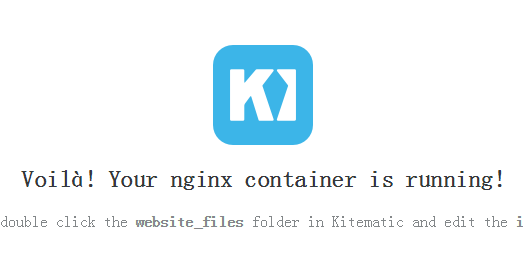 Voilà! Your nginx container is running!
double click the website_files folder in Kitematic and edit the i